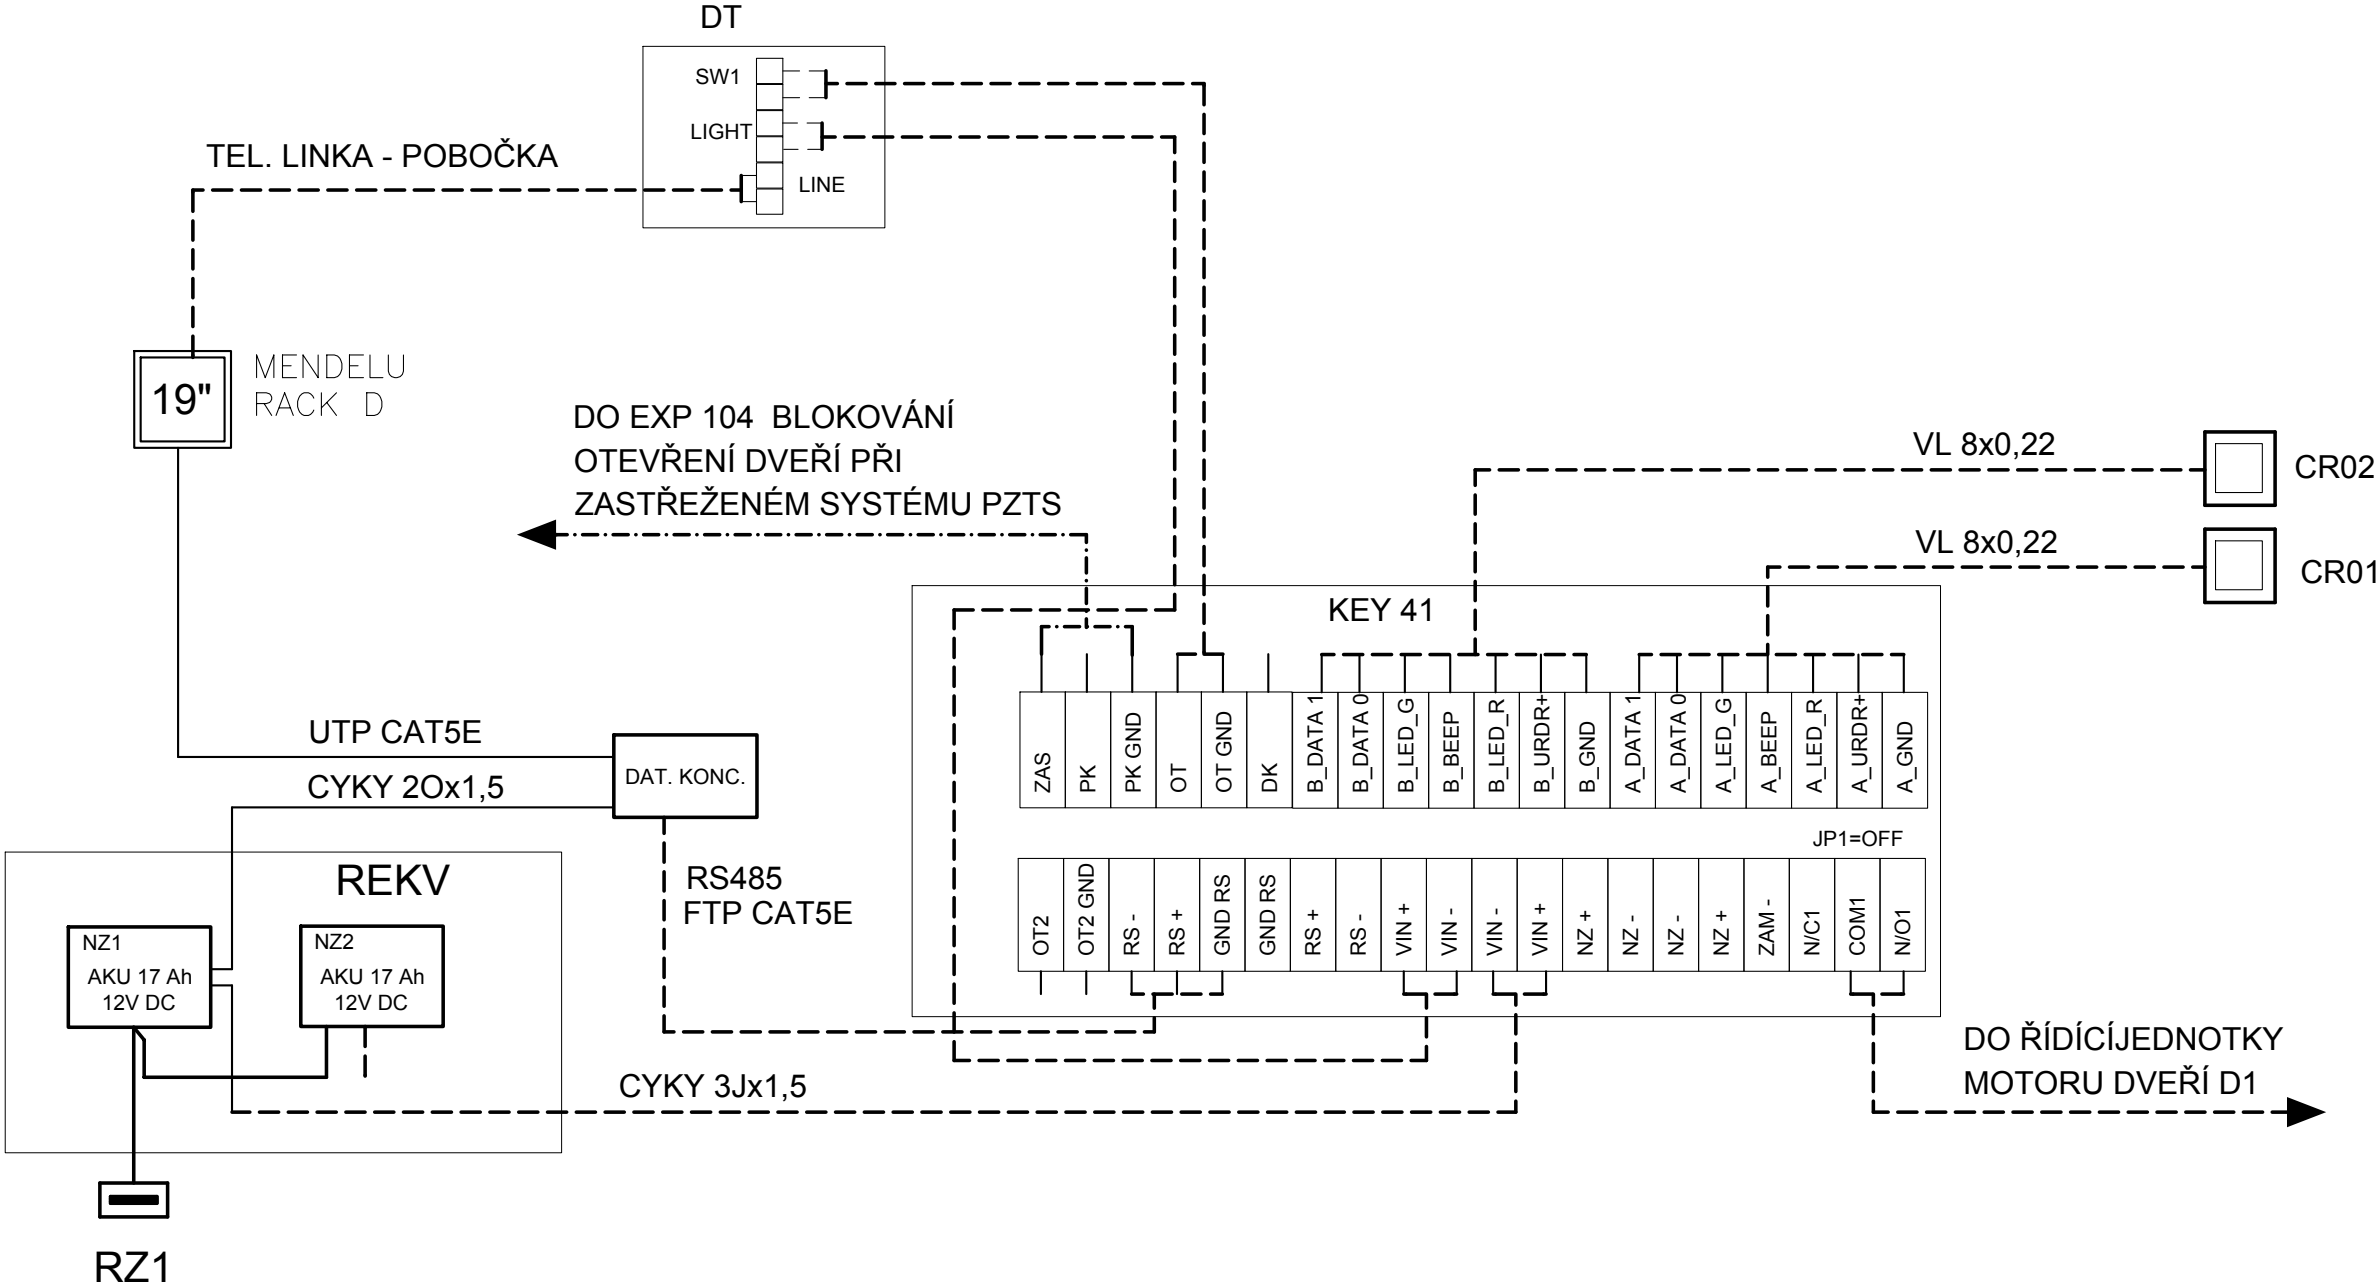 DT
SW1
LIGHT
LINE
TEL. LINKA - POBOČKA
19"
MENDELU
RACK D
DO EXP 104 BLOKOVÁNÍ
OTEVŘENÍ DVEŘÍ PŘI
ZASTŘEŽENÉM SYSTÉMU PZTS
VL 8x0,22
CR02
VL 8x0,22
CR01
KEY 41
ZAS
PK
PK GND
OT
OT GND
DK
B_DATA 1
B_DATA 0
B_LED_G
B_BEEP
B_LED_R
B_URDR+
B_GND
A_DATA 1
A_DATA 0
A_LED_G
A_BEEP
A_LED_R
A_URDR+
A_GND
JP1=OFF
OT2
OT2 GND
RS -
RS +
GND RS
GND RS
RS +
RS -
VIN +
VIN -
VIN -
VIN +
NZ +
NZ -
NZ -
NZ +
ZAM -
N/C1
COM1
N/O1
UTP CAT5E
CYKY 2Ox1,5
DAT. KONC.
RS485
FTP CAT5E
REKV
NZ1
AKU 17 Ah
12V DC
NZ2
AKU 17 Ah
12V DC
CYKY 3Jx1,5
DO ŘÍDÍCÍJEDNOTKY
MOTORU DVEŘÍ D1
RZ1